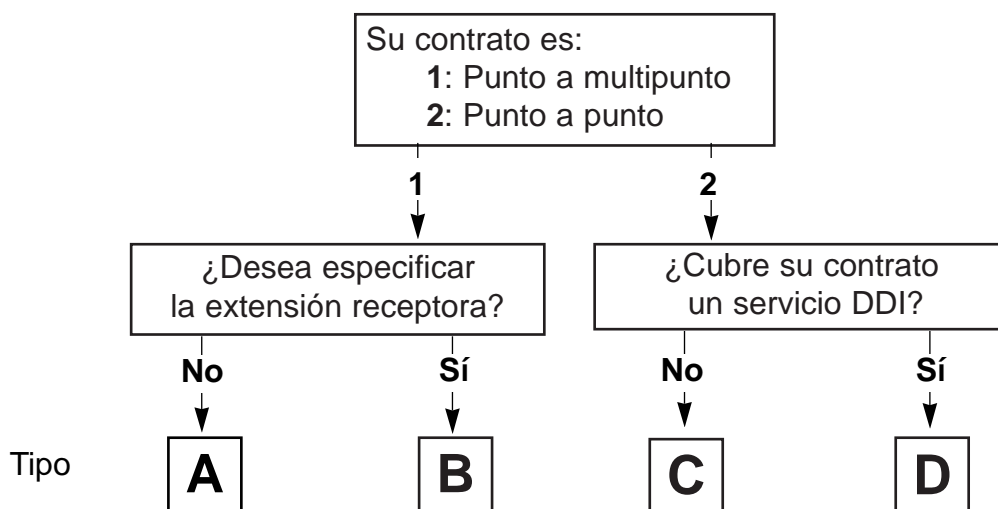 Su contrato es:
1: Punto a multipunto
2: Punto a punto
1
2
¿Desea especificar
la extensión receptora?
¿Cubre su contrato
un servicio DDI?
No
Sí
No
Sí
Tipo
A
B
C
D